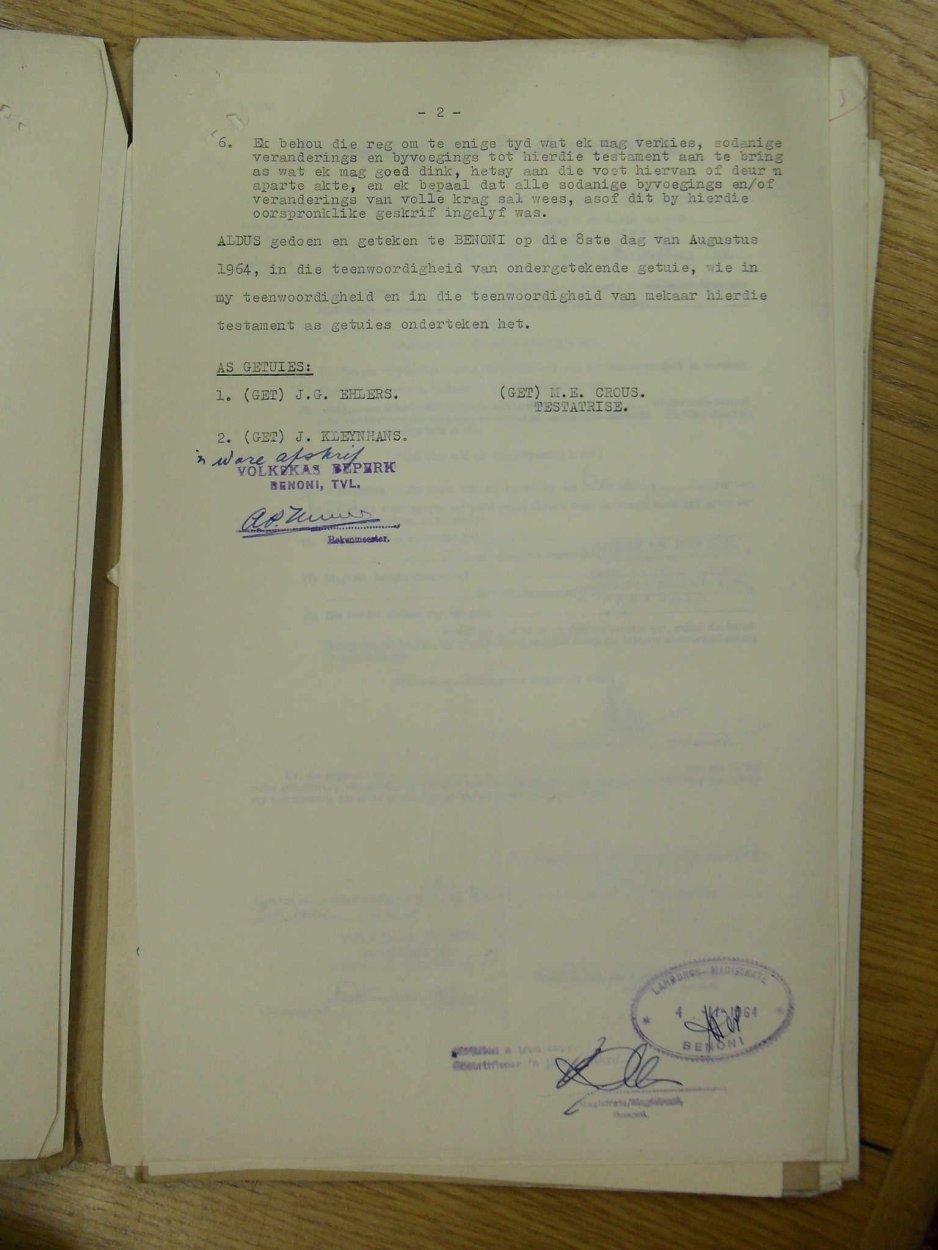 - 2 -
6. Ek behou die reg om te enige tyd wat ek mag verkies, sodanige
veranderings en byvoegings tot hierdie testament aan te bring
as wat ek mag goed dink, hetsy aan die voet hiervan of deur 'n
aparte akte, en ek bepaal dat alle sodanige byvoegings en/of
veranderings van volle krag sal wees, asof dit by hierdie
oorspronklike geskrif ingelyf was.
ALDUS gedoen en geteken te BENONI op die 8ste dag van Augustus
1964, in die teenwoordigheid van ondergetekende getuie, wie in
my teenwoordigheid en in die teenwoordigheid van mekaar hierdie
testament as getuies onderteken het.
AS GETUIES:
1. (GET) J.G. EHLERS. (GET) M.E. CROUS.
TESTATRISE.
2. (GET) J. KLEYNHANS.
'n Ware afskrif
VOLKSKAS BEPERK
BENONI, TVL.
Rekenmeester.
LANDDROS - MAGISTRATE
BENONI
Magistrate/Magistraat,
Benoni.